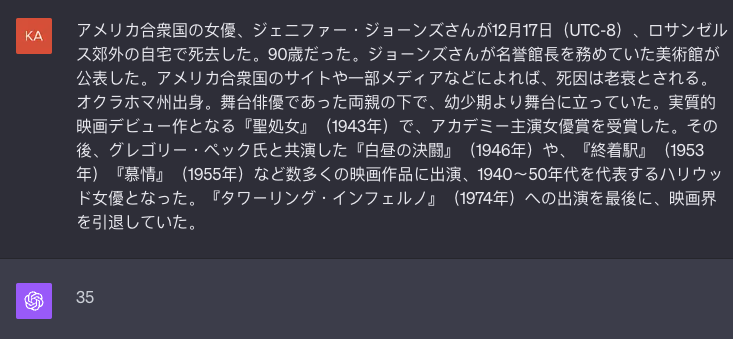 KA
アメリカ合衆国の女優、ジェニファー・ジョーンズさんが12月17日（UTC-8）、ロサンゼル
ス郊外の自宅で死去した。90歳だった。ジョーンズさんが名誉館長を務めていた美術館が
公表した。アメリカ合衆国のサイトや一部メディアなどによれば、死因は老衰とされる。
オクラホマ州出身。舞台俳優であった両親の下で、幼少期より舞台に立っていた。実質的
映画デビュー作となる『聖処女』（1943年）で、アカデミー主演女優賞を受賞した。その
後、グレゴリー・ペック氏と共演した『白昼の決闘』（1946年）や、『終着駅』（1953
年）『慕情』（1955年）など数多くの映画作品に出演、1940〜50年代を代表するハリウッ
ド女優となった。『タワーリング・インフェルノ』（1974年）への出演を最後に、映画界
を引退していた。
35